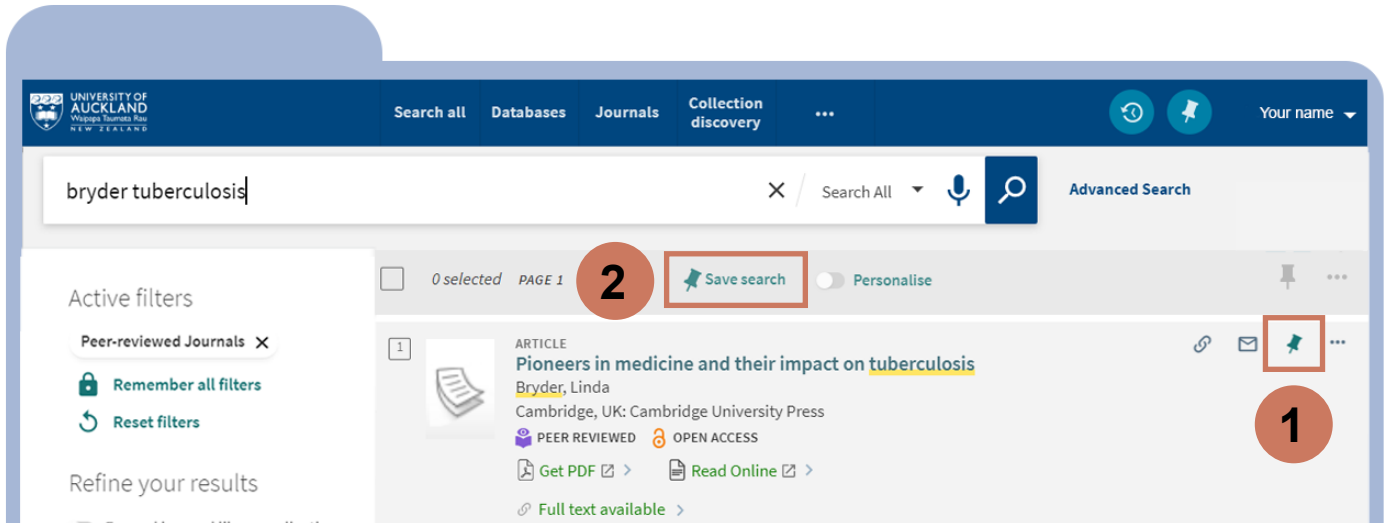 UNIVERSITY OF
AUCKLAND
Waipapa Taumata Rau
NEW ZEALAND
Search all
Databases
Journals
Collection
discovery
Your name
bryder tuberculosis
Search All
Advanced Search
0 selected
PAGE 1
2
Save search
Personalise
Active filters
Peer-reviewed Journals
Remember all filters
Reset filters
Refine your results
1
ARTICLE
Pioneers in medicine and their impact on tuberculosis
Bryder, Linda
Cambridge, UK: Cambridge University Press
PEER REVIEWED
OPEN ACCESS
Get PDF
Read Online
Full text available
1